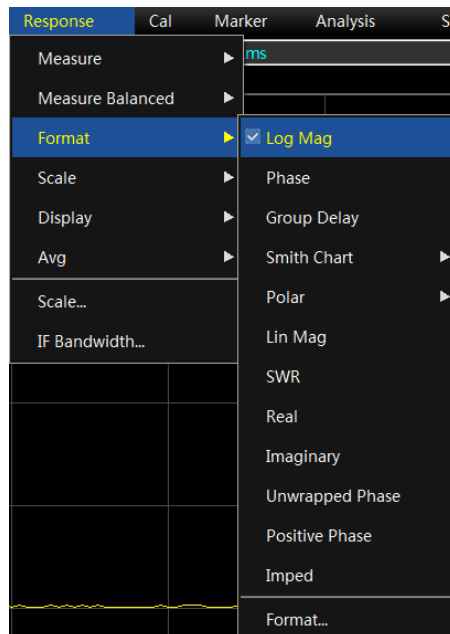 Response Cal Marker Analysis S
Measure
ms
Measure Balanced
Format
Log Mag
Scale
Phase
Display
Group Delay
Avg
Smith Chart
Scale...
Polar
IF Bandwidth...
Lin Mag
SWR
Real
Imaginary
Unwrapped Phase
Positive Phase
Imped
Format...